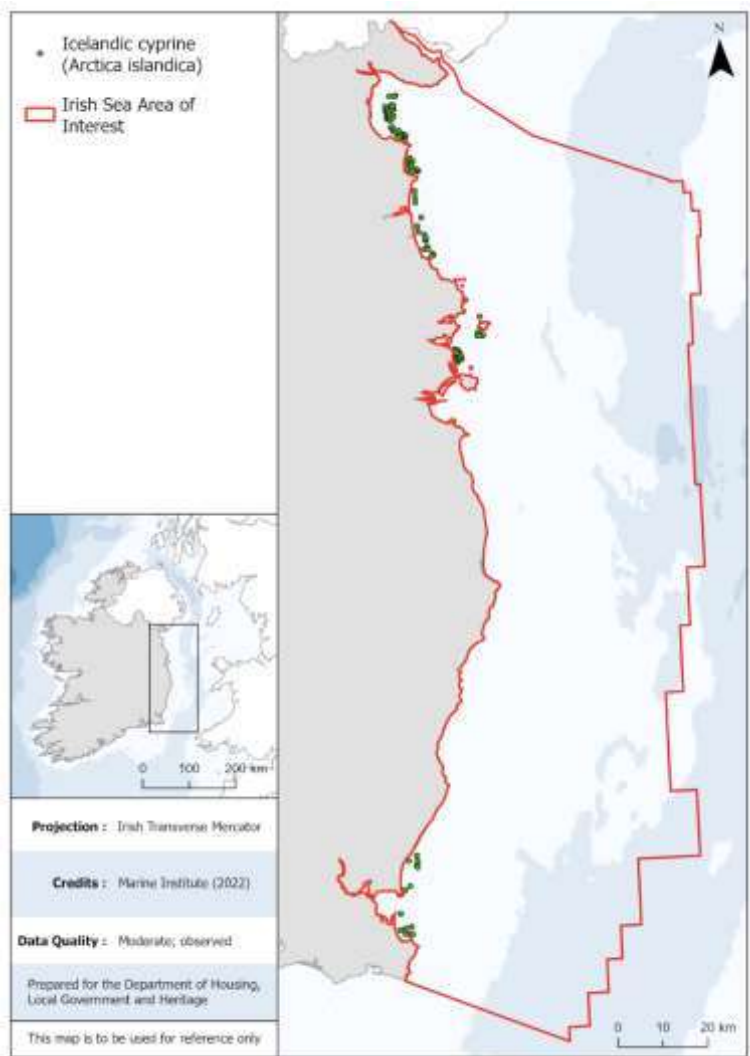 Icelandic cyprine
(Arctica islandica)
Irish Sea Area of
Interest
N
0 100 200 km
Projection : Irish Transverse Mercator
Credits : Marine Institute (2022)
Data Quality : Moderate; observed
Prepared for the Department of Housing,
Local Government and Heritage
This map is to be used for reference only
0 10 20 km